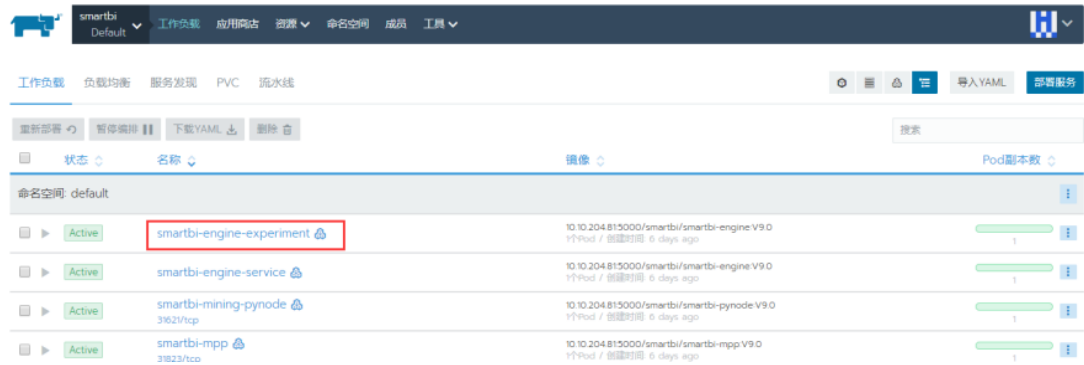 smartbi
Default
工作负载 应用商店 资源 命名空间 成员 工具
工作负载 负载均衡 服务发现 PVC 流水线
导入YAML 部署服务
重新部署 暂停编排 下载YAML 删除
搜索
状态 名称 镜像 Pod副本数
命名空间: default
Active smartbi-engine-experiment 10.10.204.81:5000/smartbi/smartbi-engine:V9.0
1个Pod / 创建时间: 6 days ago 1
Active smartbi-engine-service 10.10.204.81:5000/smartbi/smartbi-engine:V9.0
1个Pod / 创建时间: 6 days ago 1
Active smartbi-mining-pynode 10.10.204.81:5000/smartbi/smartbi-pynode:V9.0
31621/tcp 1个Pod / 创建时间: 6 days ago 1
Active smartbi-mpp 10.10.204.81:5000/smartbi/smartbi-mpp:V9.0
31823/tcp 1个Pod / 创建时间: 6 days ago 1